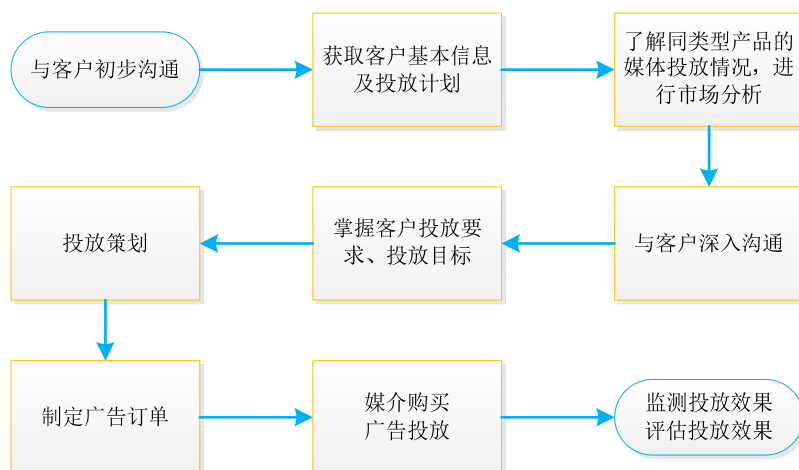 与客户初步沟通
获取客户基本信息
及投放计划
了解同类型产品的
媒体投放情况，进
行市场分析
与客户深入沟通
掌握客户投放要
求、投放目标
投放策划
制定广告订单
媒介购买
广告投放
监测投放效果
评估投放效果